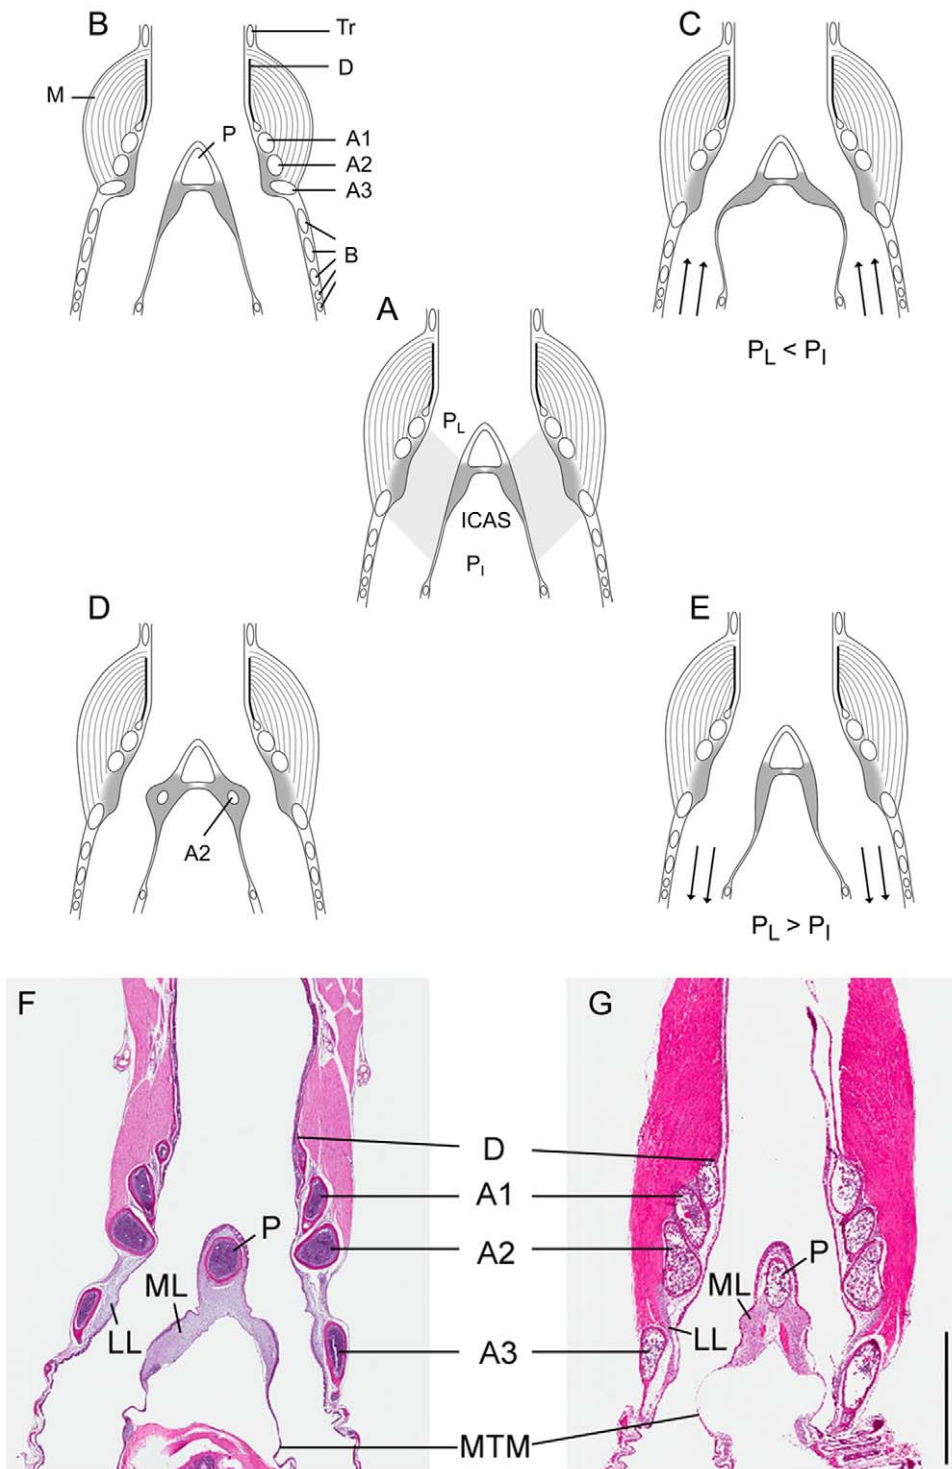 B
Tr
D
M
P
A1
A2
A3
B
C
P_L < P_I
A
P_L
ICAS
P_I
D
A2
E
P_L > P_I
F
G
D
A1
P
A2
P
ML
ML
LL
LL
A3
MTM